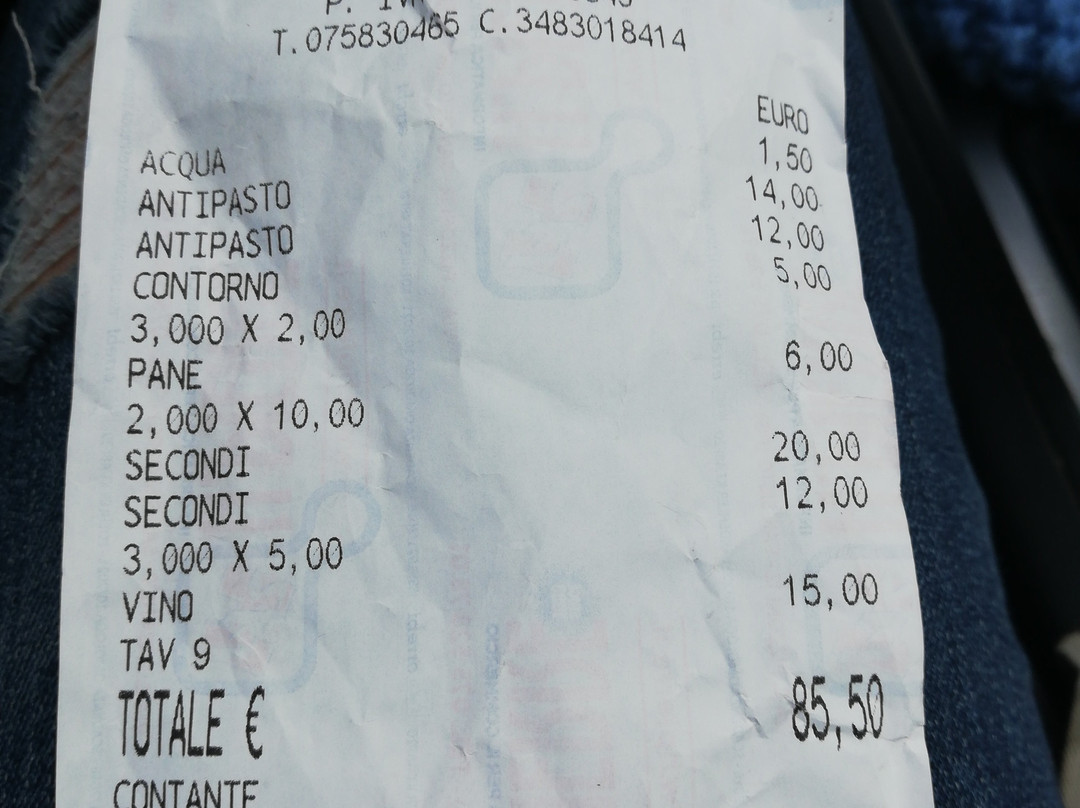 T.075830465 C.3483018414
EURO
ACQUA 1,50
ANTIPASTO 14,00
ANTIPASTO 12,00
CONTORNO 5,00
3,000 X 2,00
PANE 6,00
2,000 X 10,00
SECONDI 20,00
SECONDI 12,00
3,000 X 5,00
VINO 15,00
TAV 9
TOTALE € 85,50
CONTANTE